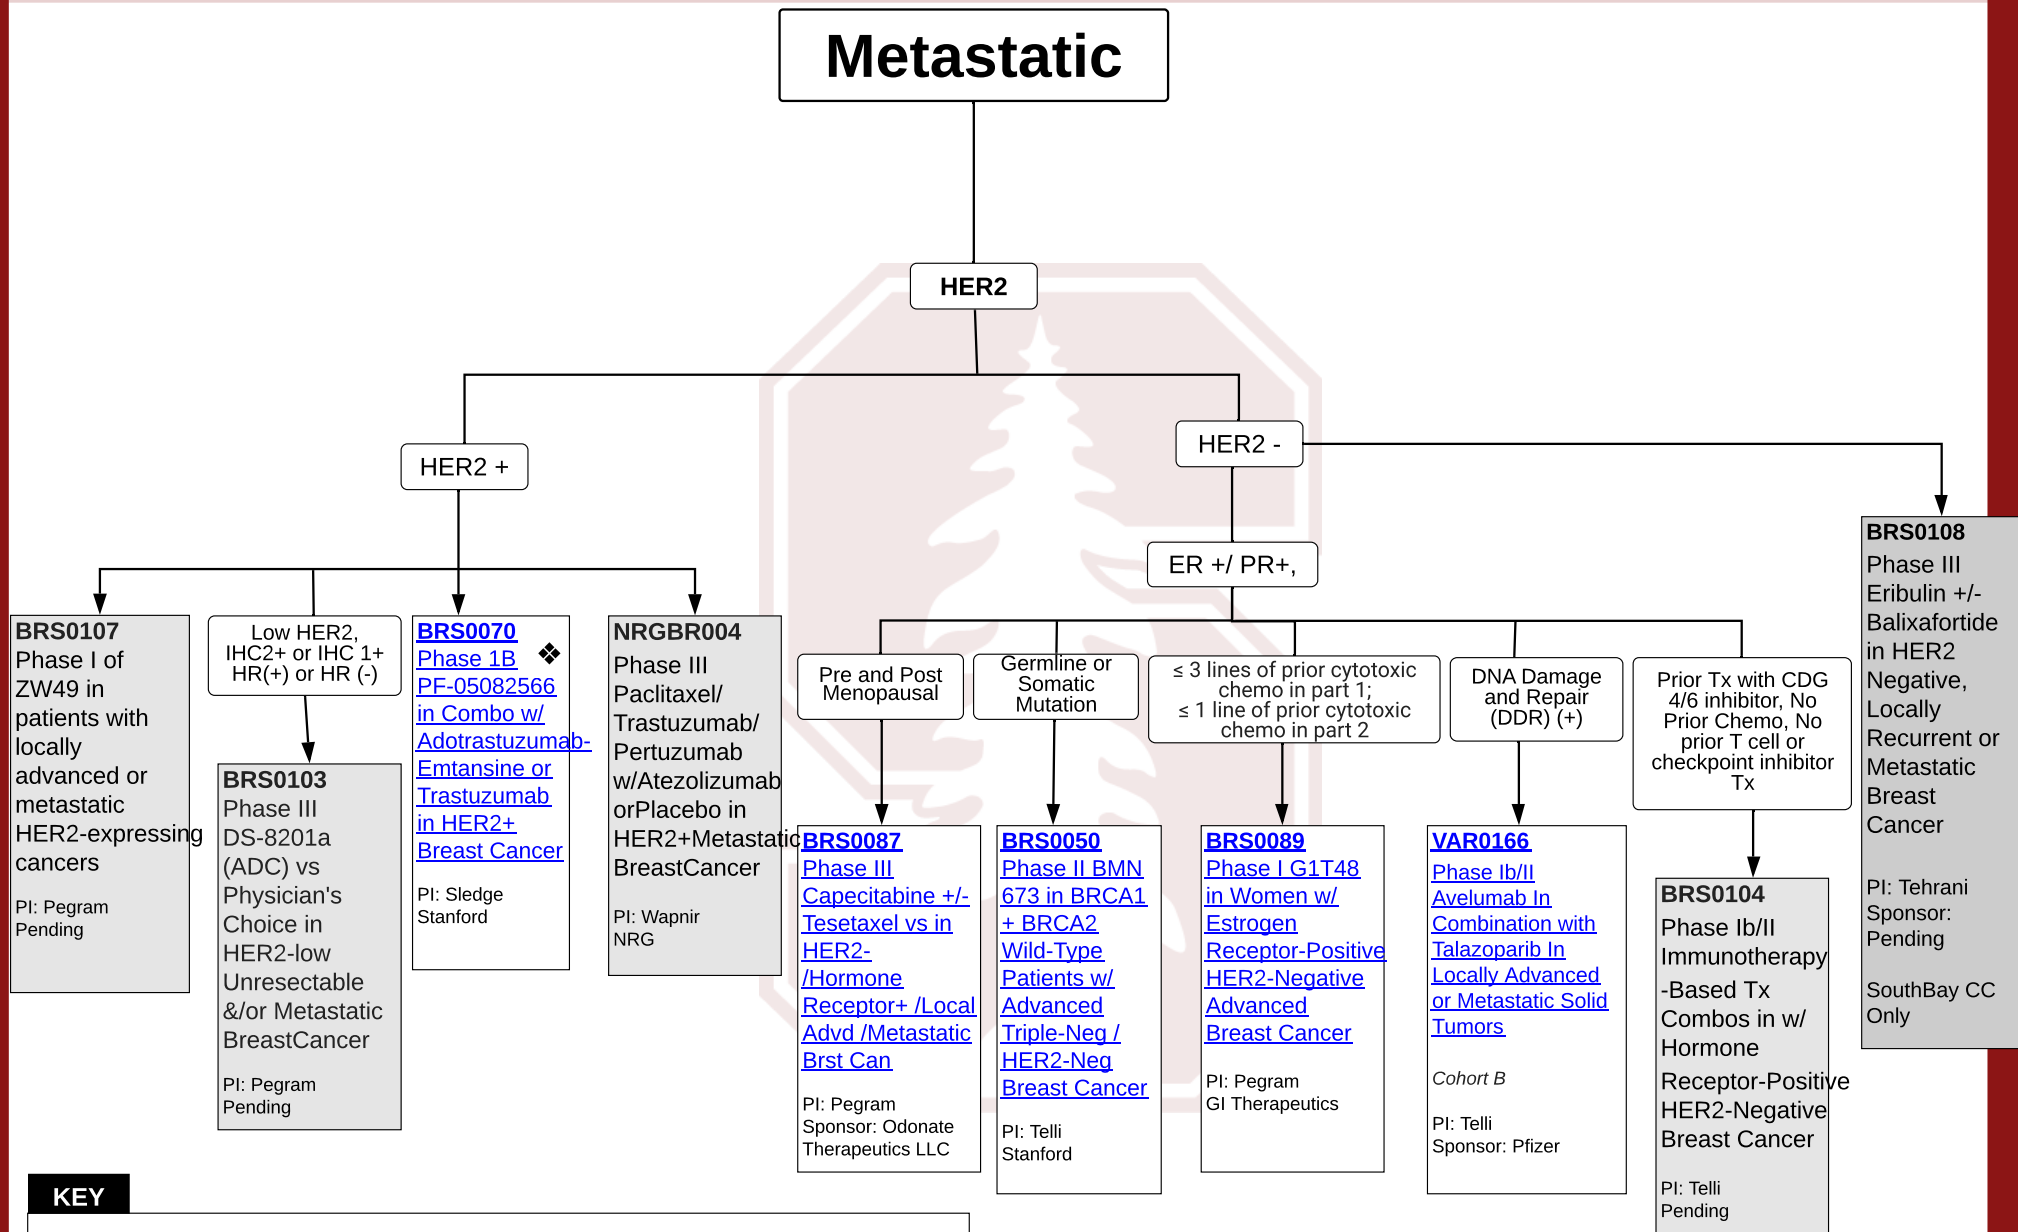 Metastatic
HER2
HER2 +
HER2 -
ER +/ PR+,
BRS0107
Phase I of
ZW49 in
patients with
locally
advanced or
metastatic
HER2-expressing
cancers
PI: Pegram
Pending
Low HER2,
IHC2+ or IHC 1+
HR(+) or HR (-)
BRS0103
Phase III
DS-8201a
(ADC) vs
Physician's
Choice in
HER2-low
Unresectable
&/or Metastatic
BreastCancer
PI: Pegram
Pending
BRS0070
Phase 1B ❖
PF-05082566
in Combo w/
Adotrastuzumab-
Emtansine or
Trastuzumab
in HER2+
Breast Cancer
PI: Sledge
Stanford
NRGBR004
Phase III
Paclitaxel/
Trastuzumab/
Pertuzumab
w/Atezolizumab
orPlacebo in
HER2+Metastatic
BreastCancer
PI: Wapnir
NRG
Pre and Post
Menopausal
BRS0087
Phase III
Capecitabine +/-
Tesetaxel vs in
HER2-
/Hormone
Receptor+ /Local
Advd /Metastatic
Brst Can
PI: Pegram
Sponsor: Odonate
Therapeutics LLC
Germline or
Somatic
Mutation
BRS0050
Phase II BMN
673 in BRCA1
+ BRCA2
Wild-Type
Patients w/
Advanced
Triple-Neg /
HER2-Neg
Breast Cancer
PI: Telli
Stanford
≤ 3 lines of prior cytotoxic
chemo in part 1;
≤ 1 line of prior cytotoxic
chemo in part 2
BRS0089
Phase I G1T48
in Women w/
Estrogen
Receptor-Positive
HER2-Negative
Advanced
Breast Cancer
PI: Pegram
GI Therapeutics
DNA Damage
and Repair
(DDR) (+)
VAR0166
Phase Ib/II
Avelumab In
Combination with
Talazoparib In
Locally Advanced
or Metastatic Solid
Tumors
Cohort B
PI: Telli
Sponsor: Pfizer
Prior Tx with CDG
4/6 inhibitor, No
Prior Chemo, No
prior T cell or
checkpoint inhibitor
Tx
BRS0104
Phase Ib/II
Immunotherapy
-Based Tx
Combos in w/
Hormone
Receptor-Positive
HER2-Negative
Breast Cancer
PI: Telli
Pending
BRS0108
Phase III
Eribulin +/-
Balixafortide
in HER2
Negative,
Locally
Recurrent or
Metastatic
Breast
Cancer
PI: Tehrani
Sponsor:
Pending
SouthBay CC
Only
KEY